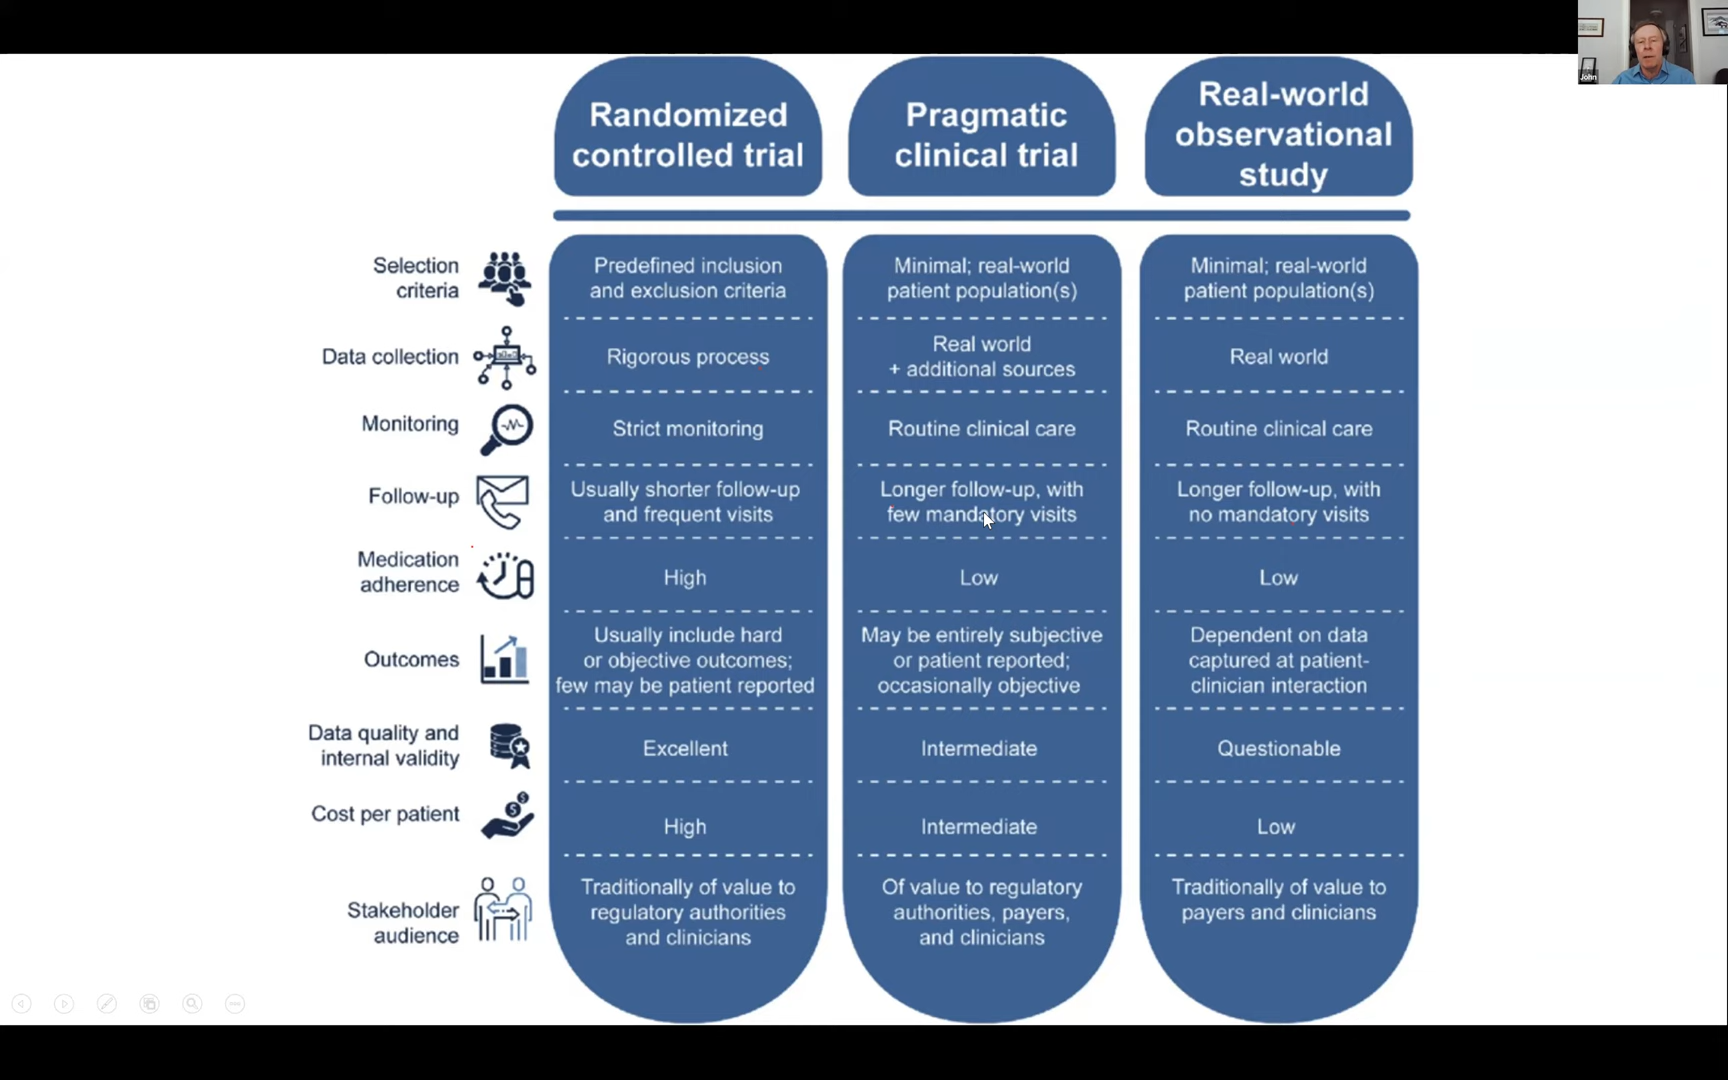 John
Randomized
controlled trial
Pragmatic
clinical trial
Real-world
observational
study
Selection
criteria
Predefined inclusion
and exclusion criteria
Minimal; real-world
patient population(s)
Minimal; real-world
patient population(s)
Data collection
Rigorous process
Real world
+ additional sources
Real world
Monitoring
Strict monitoring
Routine clinical care
Routine clinical care
Follow-up
Usually shorter follow-up
and frequent visits
Longer follow-up, with
few mandatory visits
Longer follow-up, with
no mandatory visits
Medication
adherence
High
Low
Low
Outcomes
Usually include hard
or objective outcomes;
few may be patient reported
May be entirely subjective
or patient reported;
occasionally objective
Dependent on data
captured at patient-
clinician interaction
Data quality and
internal validity
Excellent
Intermediate
Questionable
Cost per patient
High
Intermediate
Low
Stakeholder
audience
Traditionally of value to
regulatory authorities
and clinicians
Of value to regulatory
authorities, payers,
and clinicians
Traditionally of value to
payers and clinicians